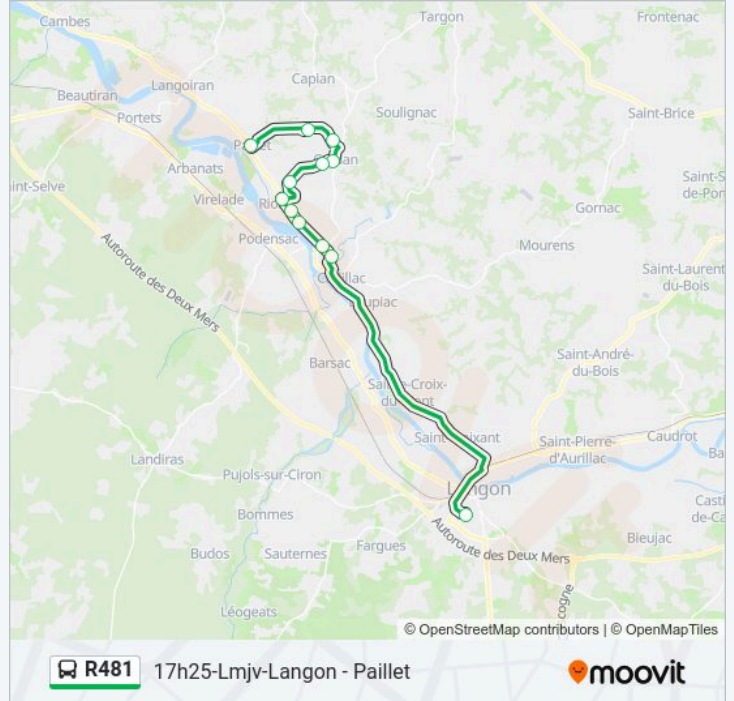 Cambes
Targon
Frontenac
Langoiran
Capian
Beautiran
Portets
Soulignac
Saint-Brice
Arbanats
Virelade
Gornac
Podensac
Mourens
Autoroute des Deux Mers
Saint-Laurent
du-Bois
Barsac
Saint-André-
du-Bois
Landiras
Pujols-sur-Ciron
Saint-Pierre-
d'Aurillac
Caudrot
Bommes
Budos
Sauternes
Fargues
Autoroute des Deux Mers
Bieujac
Léogeats
© OpenStreetMap contributors | © OpenMapTiles
R481
17h25-Lmjv-Langon - Paillet
moovit